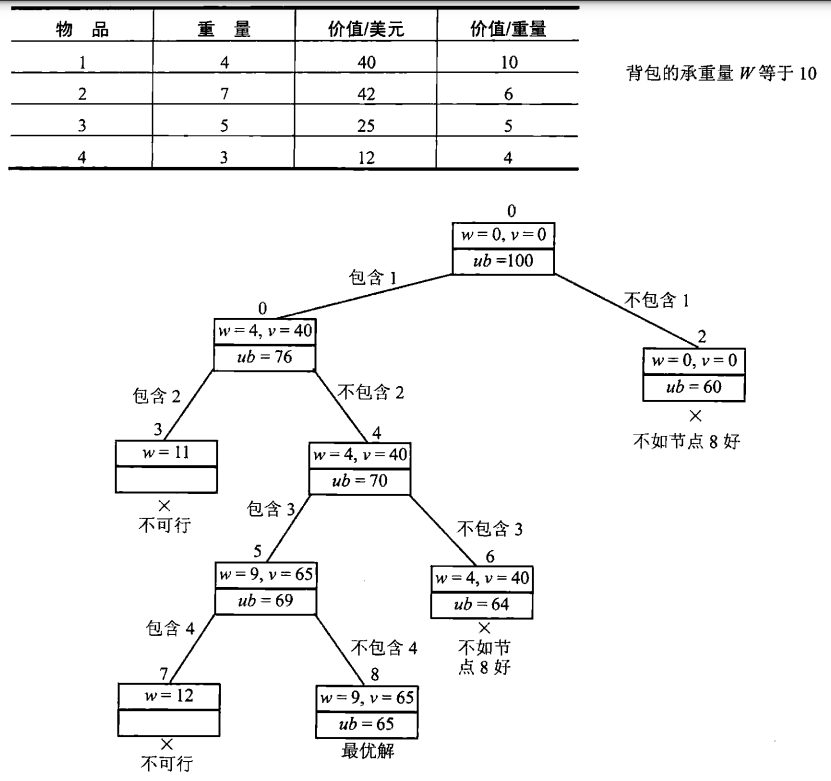 物 品 重 量 价值/美元 价值/重量
1 4 40 10
2 7 42 6
3 5 25 5
4 3 12 4
背包的承重量 W 等于 10
0
w = 0, v = 0
ub =100
包含 1
不包含 1
0
w = 4, v = 40
ub = 76
2
w = 0, v = 0
ub = 60
×
不如节点 8 好
包含 2
不包含 2
3
w = 11
×
不可行
4
w = 4, v = 40
ub = 70
包含 3
不包含 3
5
w = 9, v = 65
ub = 69
6
w = 4, v = 40
ub = 64
×
不如节
点 8 好
包含 4
不包含 4
7
w = 12
×
不可行
8
w = 9, v = 65
ub = 65
最优解